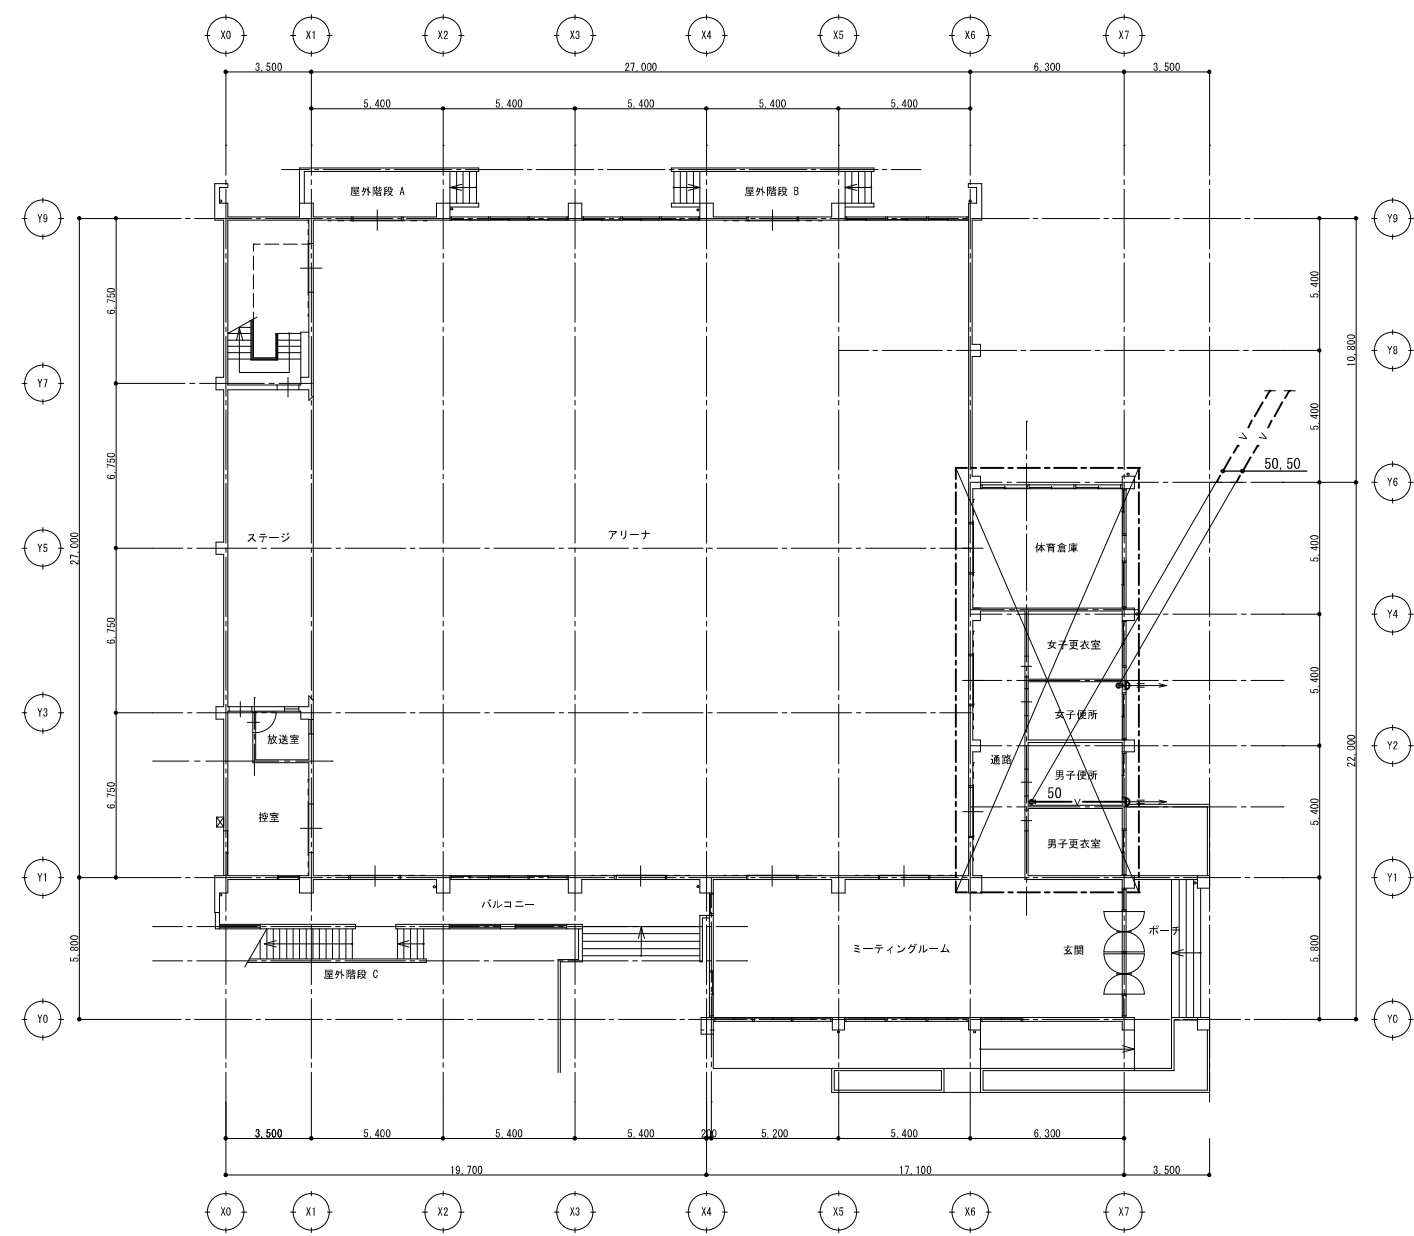 X0 X1 X2 X3 X4 X5 X6 X7
3,500 27,000 6,300 3,500
5,400 5,400 5,400 5,400 5,400
屋外階段 A 屋外階段 B
Y9 Y9
6,750 5,400
10,800
Y8
Y7
5,400
6,750 50,50
Y6
27,000
ステージ アリーナ 体育倉庫
Y5 5,400
Y4
6,750
女子更衣室
5,400
Y3 女子便所
放送室
通路 Y2
22,000
男子便所
6,750 50
5,400
控室
男子更衣室
Y1 Y1
バルコニー
ポーチ
5,800 ミーティングルーム 玄関 5,800
屋外階段 C
Y0 Y0
3,500 5,400 5,400 5,400 200 5,200 5,400 6,300
19,700 17,100 3,500
X0 X1 X2 X3 X4 X5 X6 X7